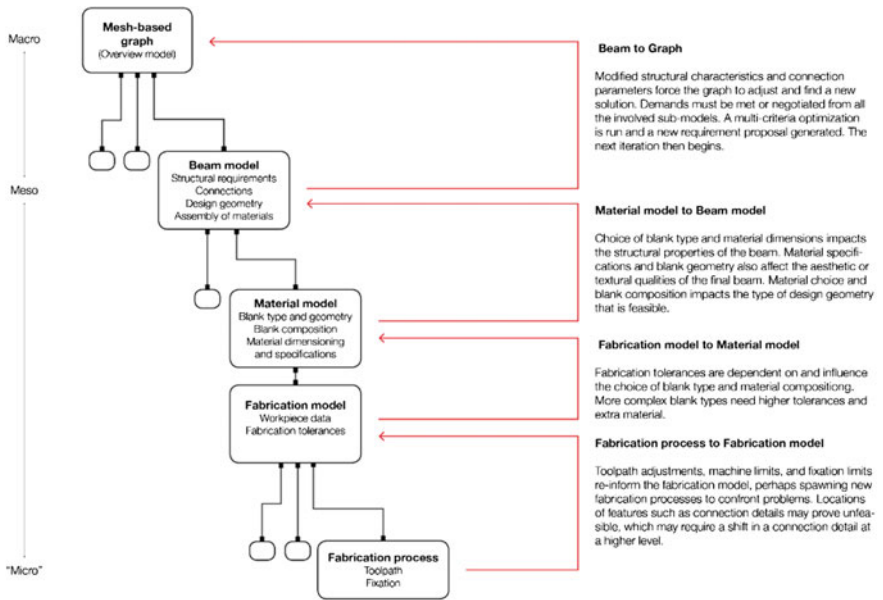 Macro
Mesh-based
graph
(Overview model)
Beam to Graph
Modified structural characteristics and connection
parameters force the graph to adjust and find a new
solution. Demands must be met or negotiated from all
the involved sub-models. A multi-criteria optimization
is run and a new requirement proposal generated. The
next iteration then begins.
Meso
Beam model
Structural requirements
Connections
Design geometry
Assembly of materials
Material model to Beam model
Choice of blank type and material dimensions impacts
the structural properties of the beam. Material specifi-
cations and blank geometry also affect the aesthetic or
textural qualities of the final beam. Material choice and
blank composition impacts the type of design geometry
that is feasible.
Material model
Blank type and geometry
Blank composition
Material dimensioning
and specifications
Fabrication model to Material model
Fabrication tolerances are dependent on and influence
the choice of blank type and material compositiong.
More complex blank types need higher tolerances and
extra material.
Fabrication model
Workpiece data
Fabrication tolerances
Fabrication process to Fabrication model
Toolpath adjustments, machine limits, and fixation limits
re-inform the fabrication model, perhaps spawning new
fabrication processes to confront problems. Locations
of features such as connection details may prove unfea-
sible, which may require a shift in a connection detail at
a higher level.
"Micro"
Fabrication process
Toolpath
Fixation